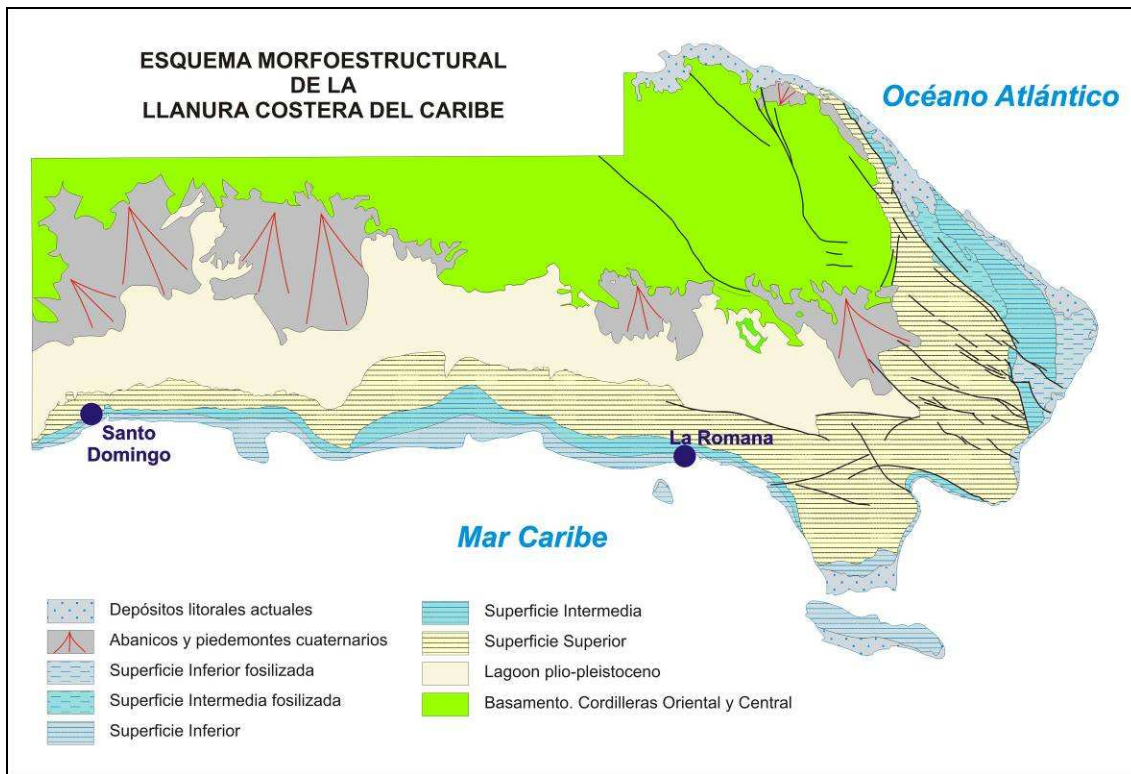 ESQUEMA MORFOESTRUCTURAL
DE LA
LLANURA COSTERA DEL CARIBE
Océano Atlántico
Santo
Domingo
La Romana
Mar Caribe
Depósitos litorales actuales
Abanicos y piedemontes cuaternarios
Superficie Inferior fosilizada
Superficie Intermedia fosilizada
Superficie Inferior
Superficie Intermedia
Superficie Superior
Lagoon plio-pleistoceno
Basamento. Cordilleras Oriental y Central